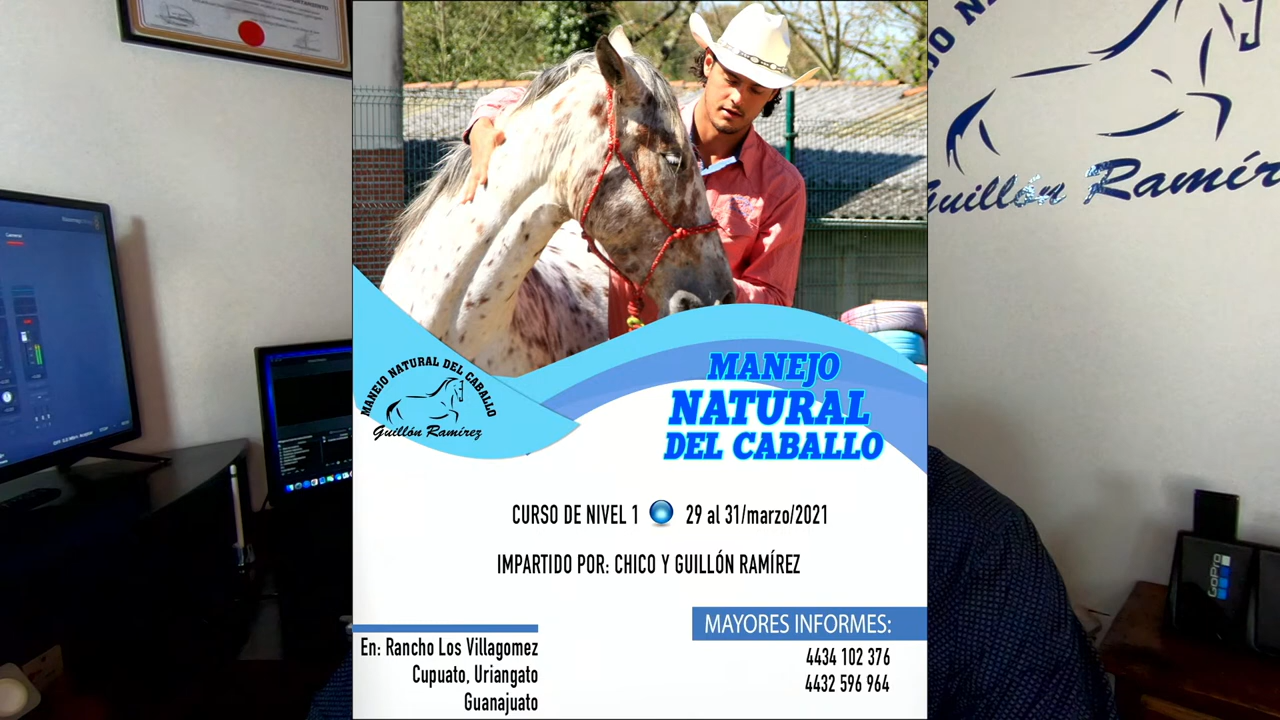 MANEJO NATURAL DEL CABALLO
Guillón Ramírez
MANEJO
NATURAL
DEL CABALLO
CURSO DE NIVEL 1 29 al 31/marzo/2021
IMPARTIDO POR: CHICO Y GUILLÓN RAMÍREZ
En: Rancho Los Villagomez
Cupuato, Uriangato
Guanajuato
MAYORES INFORMES:
4434 102 376
4432 596 964
Guillón Ramír
GoPro